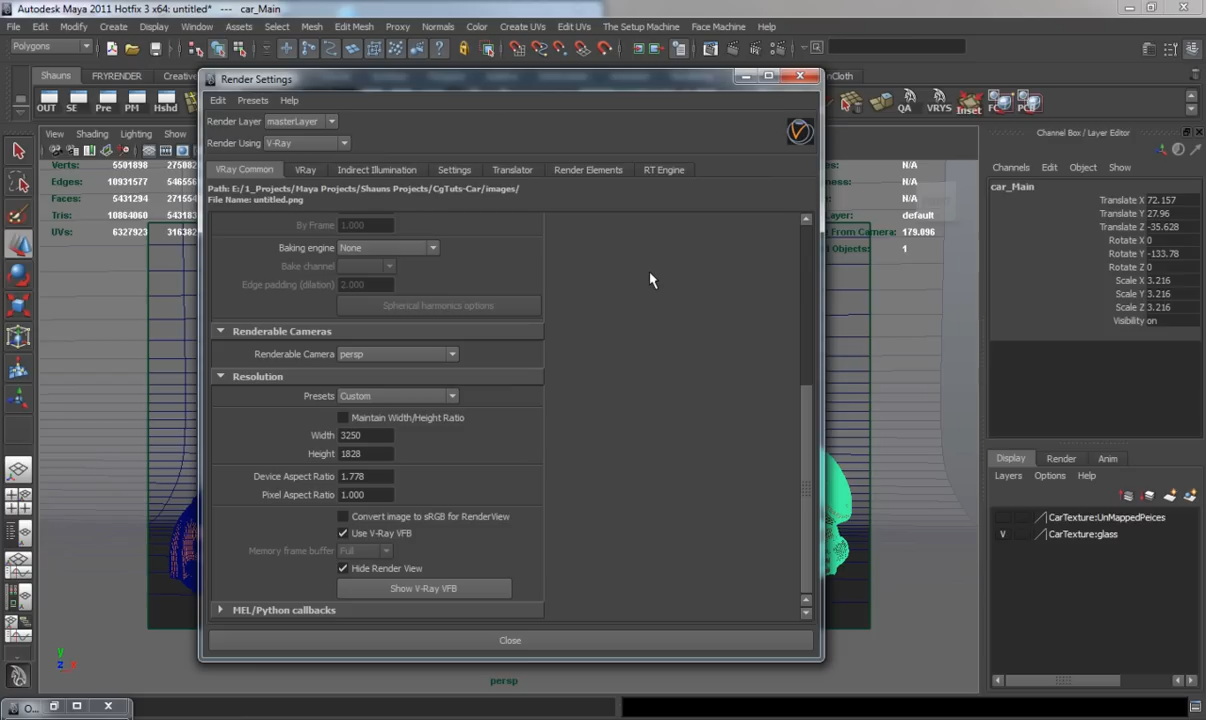 Autodesk Maya 2011 Hotfix 3 x64: untitled* --- car_Main
File Edit Modify Create Display Window Assets Select Mesh Edit Mesh Proxy Normals Color Create UVs Edit UVs The Setup Machine Face Machine Help
Polygons
Shauns FRYRENDER Creative nCloth
OUT SE Pre PM Hshd QA VRYS Inset FC PCB
Render Settings
Edit Presets Help
Render Layer masterLayer
Render Using V-Ray
VRay Common VRay Indirect Illumination Settings Translator Render Elements RT Engine
Path: E:/1_Projects/Maya Projects/Shauns Projects/CgTuts-Car/images/
File Name: untitled.png
By Frame 1.000
Baking engine None
Bake channel
Edge padding (dilation) 2.000
Spherical harmonics options
Renderable Cameras
Renderable Camera persp
Resolution
Presets Custom
Maintain Width/Height Ratio
Width 3250
Height 1828
Device Aspect Ratio 1.778
Pixel Aspect Ratio 1.000
Convert image to sRGB for RenderView
Use V-Ray VFB
Memory frame buffer Full
Hide Render View
Show V-Ray VFB
MEL/Python callbacks
Close
View Shading Lighting Show
Verts: 5501898
Edges: 10931577
Faces: 5431294
Tris: 10864060
UVs: 6327923
N/A
N/A
Layer: default
From Camera: 179.096
Objects: 1
persp
y
z x
Channel Box / Layer Editor
Channels Edit Object Show
car_Main
Translate X 72.157
Translate Y 27.96
Translate Z -35.628
Rotate X 0
Rotate Y -133.78
Rotate Z 0
Scale X 3.216
Scale Y 3.216
Scale Z 3.216
Visibility on
Display Render Anim
Layers Options Help
CarTexture:UnMappedPeices
V CarTexture:glass
O...